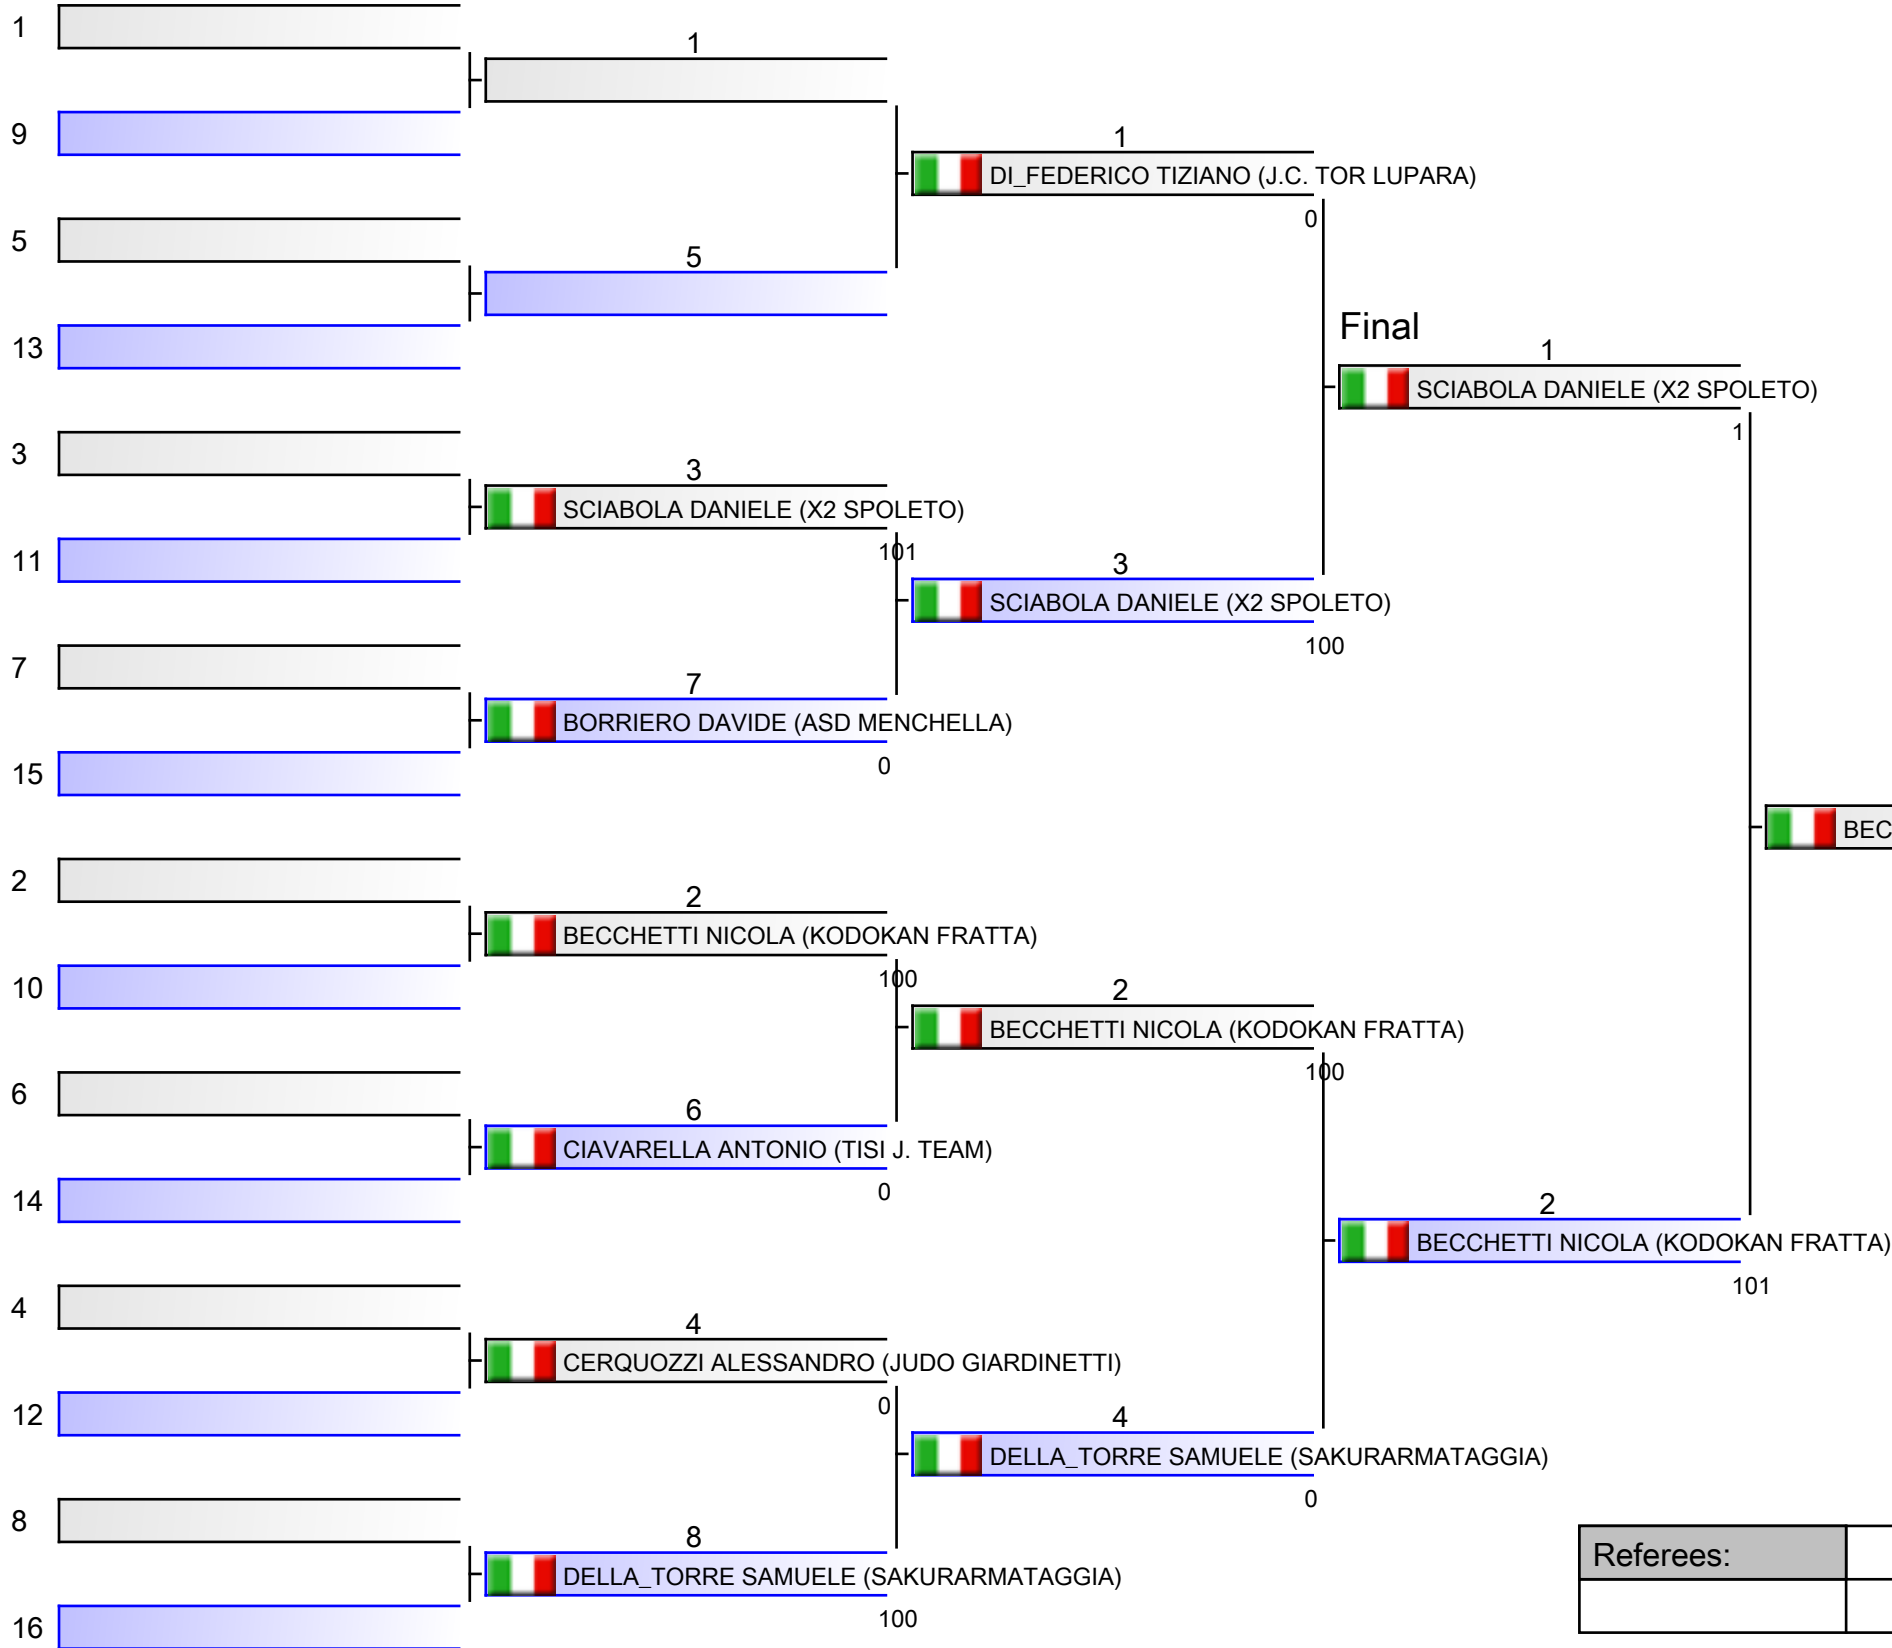 1
1
9
1
DI_FEDERICO TIZIANO (J.C. TOR LUPARA)
0
5
5
13
Final
1
SCIABOLA DANIELE (X2 SPOLETO)
1
3
3
SCIABOLA DANIELE (X2 SPOLETO)
101
11
3
SCIABOLA DANIELE (X2 SPOLETO)
100
7
7
BORRIERO DAVIDE (ASD MENCHELLA)
0
15
BEC
2
2
BECCHETTI NICOLA (KODOKAN FRATTA)
100
10
2
BECCHETTI NICOLA (KODOKAN FRATTA)
100
6
6
CIAVARELLA ANTONIO (TISI J. TEAM)
0
14
2
BECCHETTI NICOLA (KODOKAN FRATTA)
101
4
4
CERQUOZZI ALESSANDRO (JUDO GIARDINETTI)
0
12
4
DELLA_TORRE SAMUELE (SAKURARMATAGGIA)
0
8
8
DELLA_TORRE SAMUELE (SAKURARMATAGGIA)
100
16
Referees: